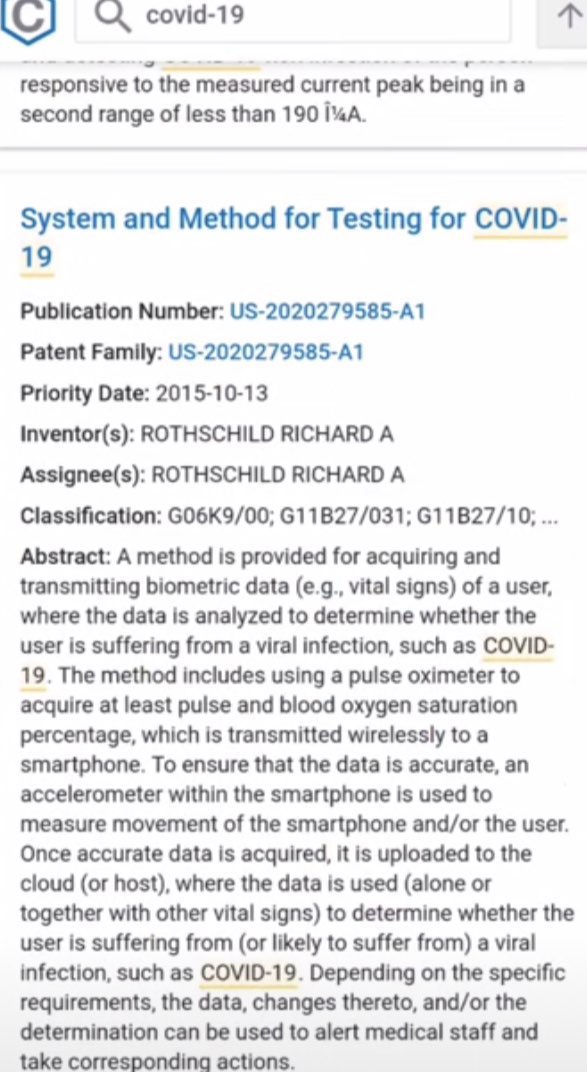 C
covid-19
responsive to the measured current peak being in a
second range of less than 190 Î¼A.
System and Method for Testing for COVID-
19
Publication Number: US-2020279585-A1
Patent Family: US-2020279585-A1
Priority Date: 2015-10-13
Inventor(s): ROTHSCHILD RICHARD A
Assignee(s): ROTHSCHILD RICHARD A
Classification: G06K9/00; G11B27/031; G11B27/10; ...
Abstract: A method is provided for acquiring and
transmitting biometric data (e.g., vital signs) of a user,
where the data is analyzed to determine whether the
user is suffering from a viral infection, such as COVID-
19. The method includes using a pulse oximeter to
acquire at least pulse and blood oxygen saturation
percentage, which is transmitted wirelessly to a
smartphone. To ensure that the data is accurate, an
accelerometer within the smartphone is used to
measure movement of the smartphone and/or the user.
Once accurate data is acquired, it is uploaded to the
cloud (or host), where the data is used (alone or
together with other vital signs) to determine whether the
user is suffering from (or likely to suffer from) a viral
infection, such as COVID-19. Depending on the specific
requirements, the data, changes thereto, and/or the
determination can be used to alert medical staff and
take corresponding actions.